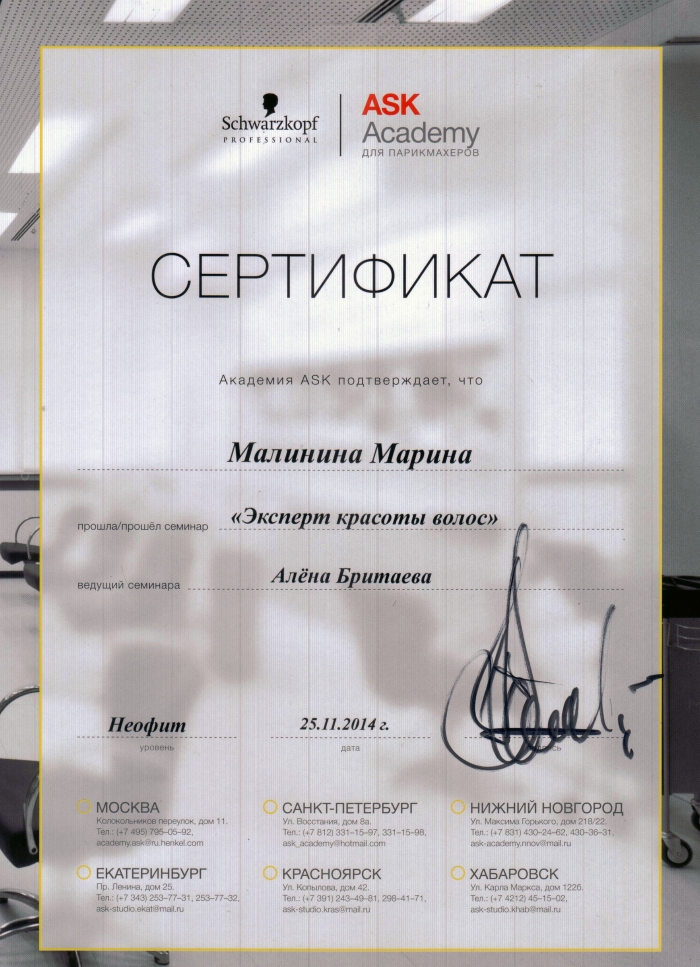 Schwarzkopf
PROFESSIONAL
ASK
Academy
ДЛЯ ПАРИКМАХЕРОВ
СЕРТИФИКАТ
Академия ASK подтверждает, что
Малинина Марина
прошла/прошёл семинар «Эксперт красоты волос»
ведущий семинара Алёна Бритаева
Неофит
уровень
25.11.2014 г.
дата
МОСКВА
Колокольников переулок, дом 11.
Тел.: (+7 495) 795–05–92,
academy.ask@ru.henkel.com
САНКТ-ПЕТЕРБУРГ
Ул. Восстания, дом 8а.
Тел.: (+7 812) 331–15–97, 331–15–98,
ask_academy@hotmail.com
НИЖНИЙ НОВГОРОД
Ул. Максима Горького, дом 218/22.
Тел.: (+7 831) 430–24–62, 430–36–31.
ask-academy.nnov@mail.ru
ЕКАТЕРИНБУРГ
Пр. Ленина, дом 25.
Тел.: (+7 343) 253–77–31, 253–77–32,
ask-studio.ekat@mail.ru
КРАСНОЯРСК
Ул. Копылова, дом 42.
Тел.: (+7 391) 243–49–81, 298–41–71,
ask-studio.kras@mail.ru
ХАБАРОВСК
Ул. Карла Маркса, дом 122б.
Тел.: (+7 4212) 45–15–02,
ask-studio.khab@mail.ru